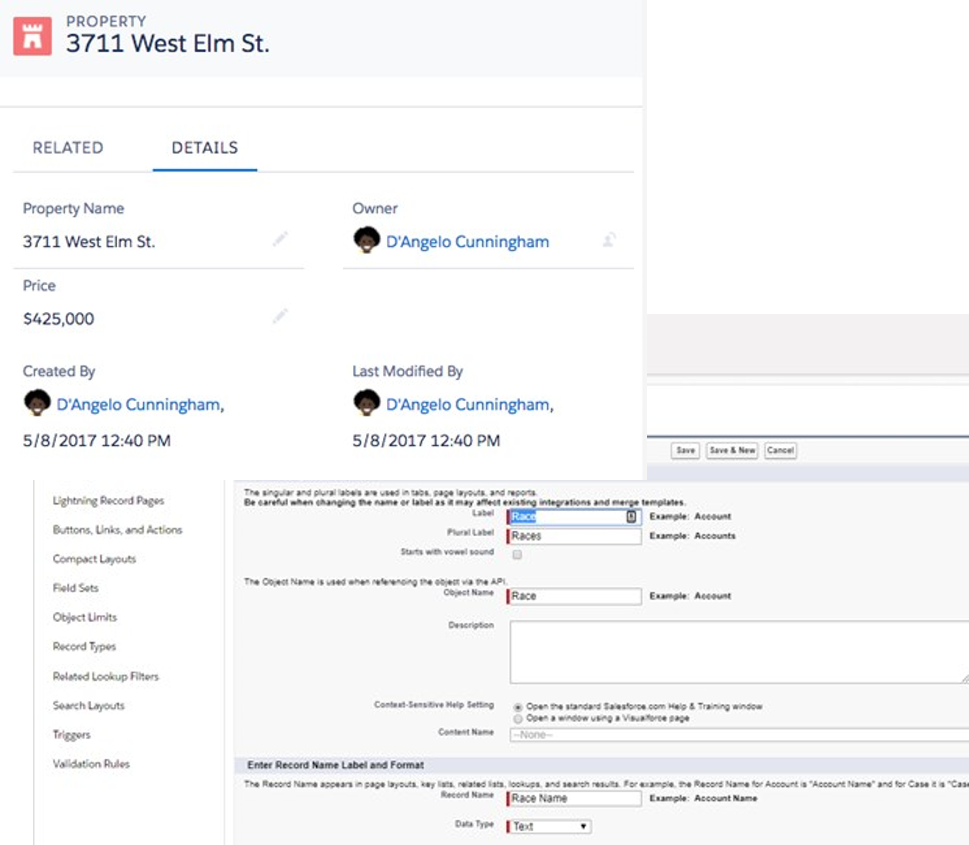 PROPERTY
3711 West Elm St.
RELATED DETAILS
Property Name Owner
3711 West Elm St. D'Angelo Cunningham
Price
$425,000
Created By Last Modified By
D'Angelo Cunningham, D'Angelo Cunningham,
5/8/2017 12:40 PM 5/8/2017 12:40 PM
Save Save & New Cancel
Lightning Record Pages
Buttons, Links, and Actions
Compact Layouts
Field Sets
Object Limits
Record Types
Related Lookup Filters
Search Layouts
Triggers
Validation Rules
The singular and plural labels are used in tabs, page layouts, and reports.
Be careful when changing the name or label as it may affect existing integrations and merge templates.
Label Race Example: Account
Plural Label Races Example: Accounts
Starts with vowel sound
The Object Name is used when referencing the object via the API.
Object Name Race Example: Account
Description
Context-Sensitive Help Setting Open the standard Salesforce.com Help & Training window
Open a window using a Visualforce page
Content Name --None--
Enter Record Name Label and Format
The Record Name appears in page layouts, key lists, related lists, lookups, and search results. For example, the Record Name for Account is "Account Name" and for Case it is "Case
Record Name Race Name Example: Account Name
Data Type Text